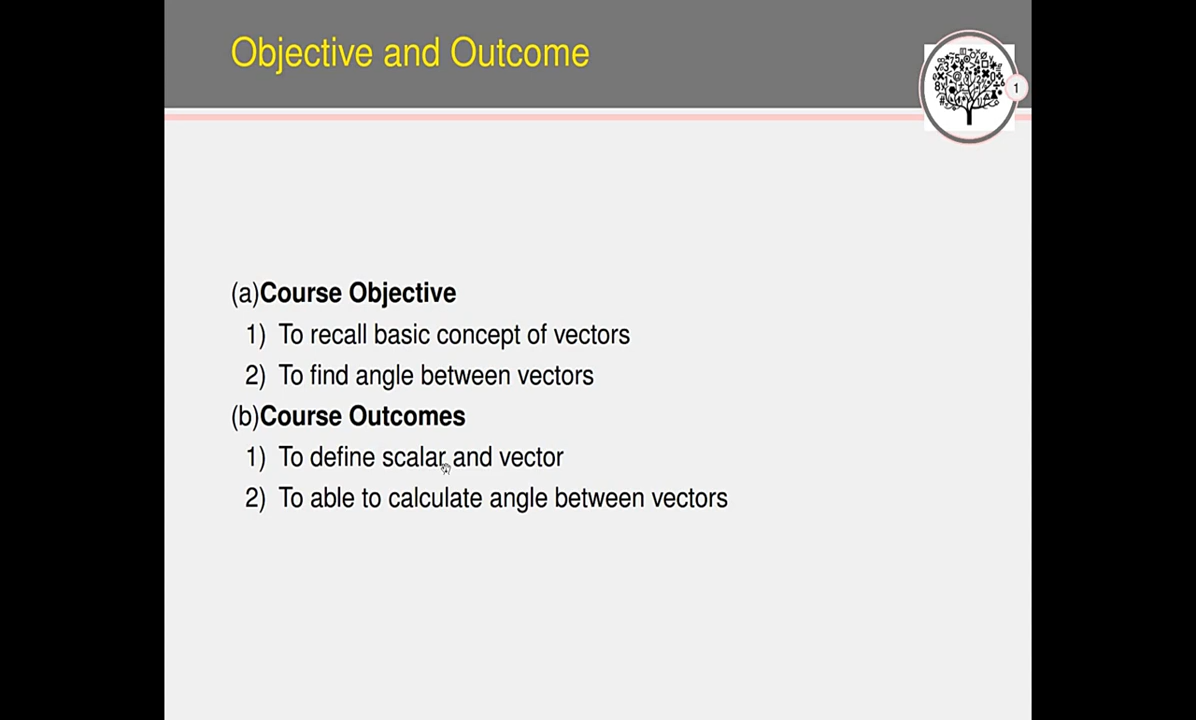 Objective and Outcome
1
(a)Course Objective
1) To recall basic concept of vectors
2) To find angle between vectors
(b)Course Outcomes
1) To define scalar and vector
2) To able to calculate angle between vectors